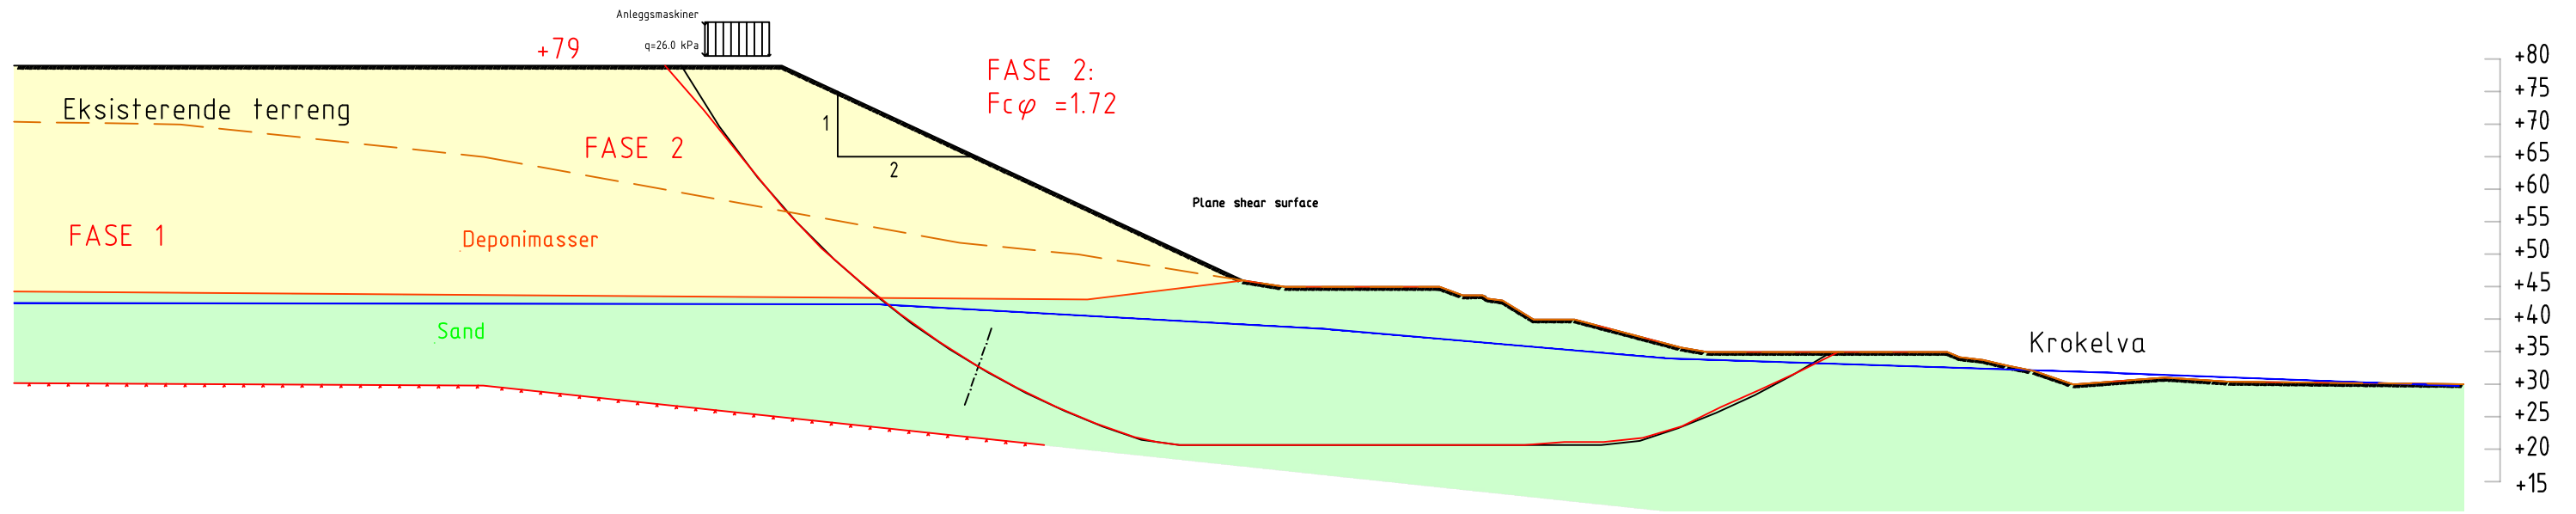 Anleggsmaskiner
q=26.0 kPa
+79
FASE 2:
Fcφ =1.72
Eksisterende terreng
1
2
FASE 2
Plane shear surface
FASE 1
Deponimasser
Sand
Krokelva
+80
+75
+70
+65
+60
+55
+50
+45
+40
+35
+30
+25
+20
+15